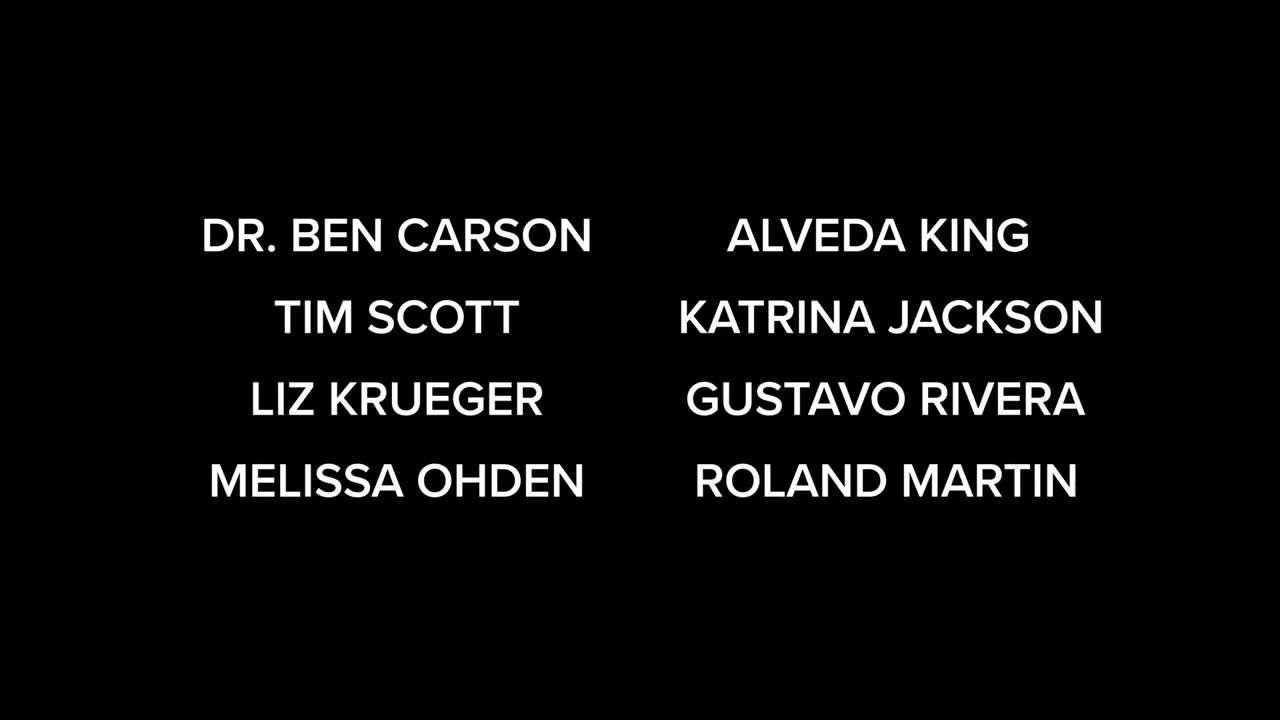 DR. BEN CARSON
ALVEDA KING
TIM SCOTT
KATRINA JACKSON
LIZ KRUEGER
GUSTAVO RIVERA
MELISSA OHDEN
ROLAND MARTIN